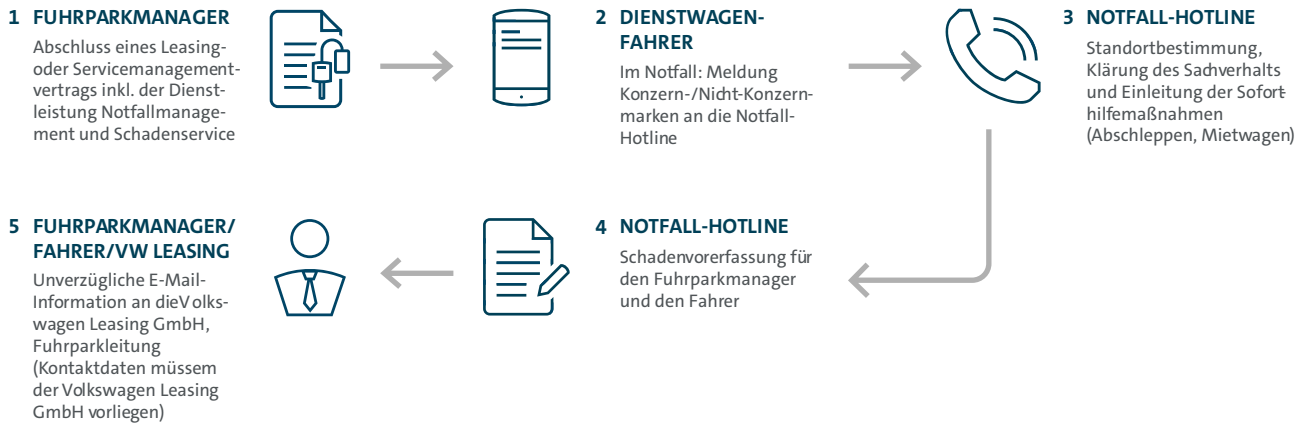 1 FUHRPARKMANAGER
Abschluss eines Leasing-
oder Servicemanagement-
vertrags inkl. der Dienst-
leistung Notfallmanage-
ment und Schadenservice
2 DIENSTWAGEN-
FAHRER
Im Notfall: Meldung
Konzern-/Nicht-Konzern-
marken an die Notfall-
Hotline
3 NOTFALL-HOTLINE
Standortbestimmung,
Klärung des Sachverhalts
und Einleitung der Sofort-
hilfemaßnahmen
(Abschleppen, Mietwagen)
4 NOTFALL-HOTLINE
Schadenvorerfassung für
den Fuhrparkmanager
und den Fahrer
5 FUHRPARKMANAGER/
FAHRER/VW LEASING
Unverzügliche E-Mail-
Information an dieVolks-
wagen Leasing GmbH,
Fuhrparkleitung
(Kontaktdaten müssem
der Volkswagen Leasing
GmbH vorliegen)